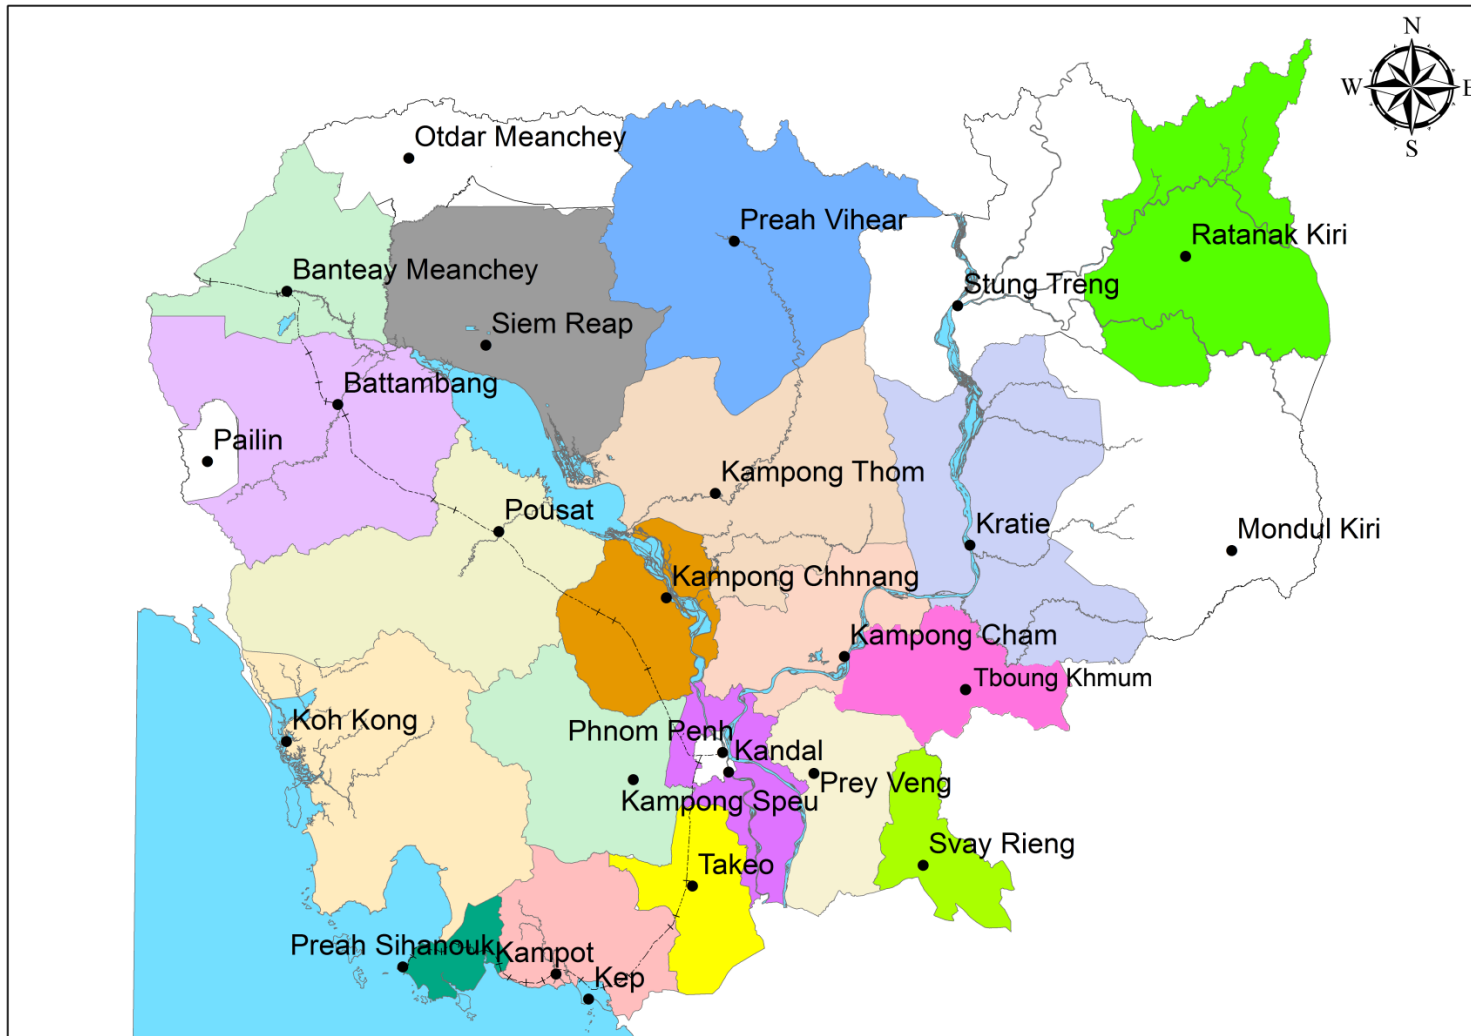 N
W
E
S
Otdar Meanchey
Preah Vihear
Ratanak Kiri
Banteay Meanchey
Stung Treng
Siem Reap
Battambang
Pailin
Kampong Thom
Pousat
Kratie
Mondul Kiri
Kampong Chhnang
Kampong Cham
Tboung Khmum
Koh Kong
Phnom Penh
Kandal
Prey Veng
Kampong Speu
Svay Rieng
Takeo
Preah Sihanouk
Kampot
Kep